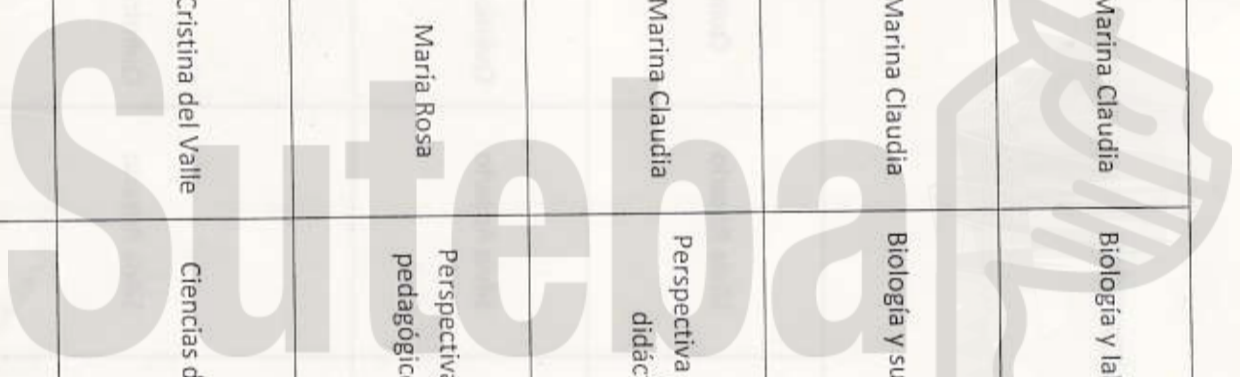 Marina Claudia
Biología y la
Marina Claudia
Biología y su
Marina Claudia
Perspectiva
didác
María Rosa
Perspectiva
pedagógic
Cristina del Valle
Ciencias d
Suteba